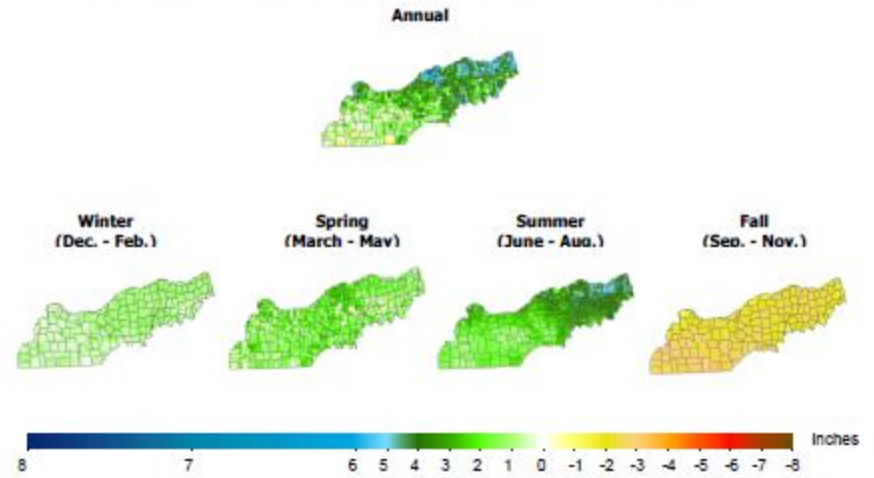 Annual
Winter
(Dec. - Feb.)
Spring
(March - May)
Summer
(June - Aug.)
Fall
(Sep. - Nov.)
Inches
8 7 6 5 4 3 2 1 0 -1 -2 -3 -4 -5 -6 -7 -8